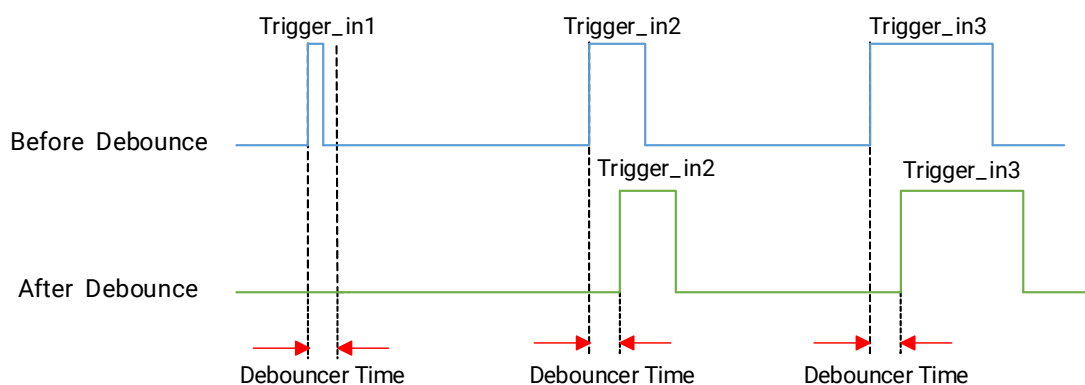 Trigger_in1 Trigger_in2 Trigger_in3
Before Debounce
Trigger_in2 Trigger_in3
After Debounce
Debouncer Time Debouncer Time Debouncer Time